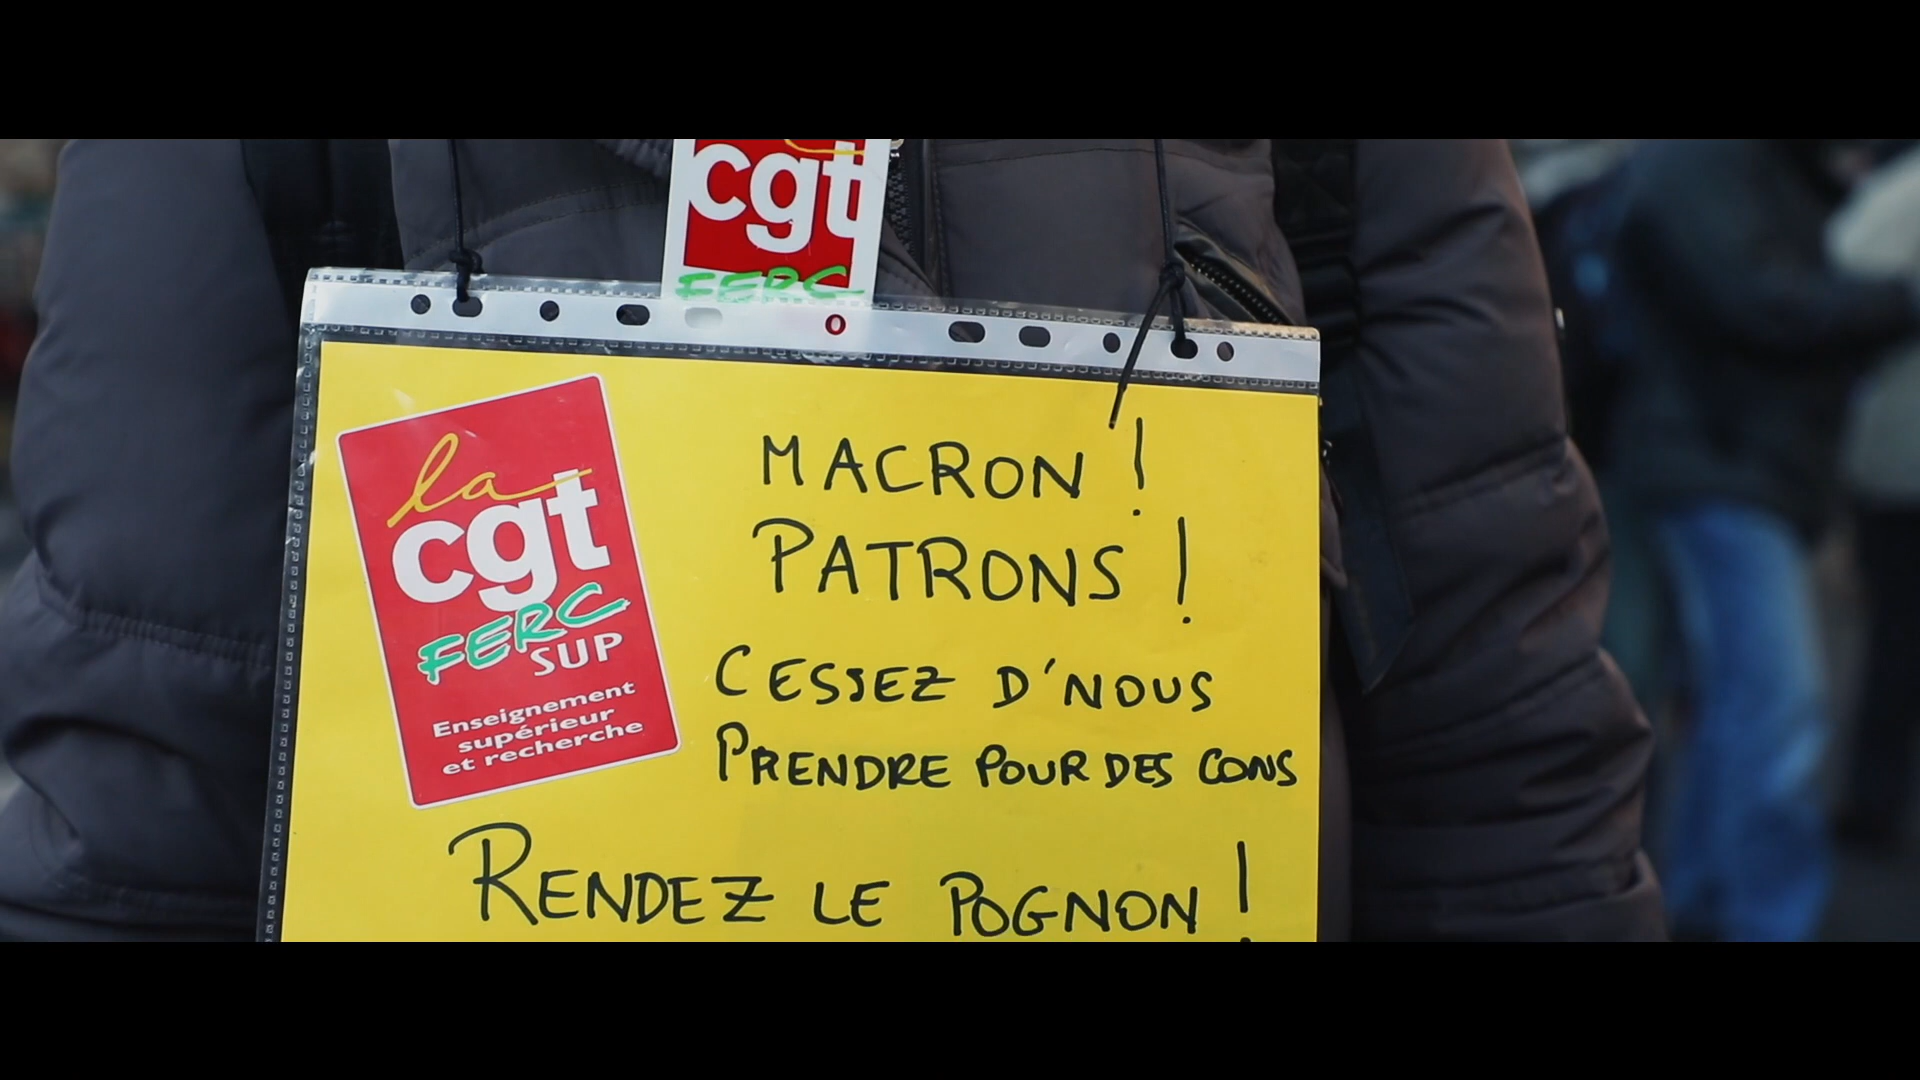 cgt
FERC
la
cgt
FERC
SUP
Enseignement
supérieur
et recherche
MACRON !
PATRONS !
CESSEZ D'NOUS
PRENDRE POUR DES CONS
RENDEZ LE POGNON !